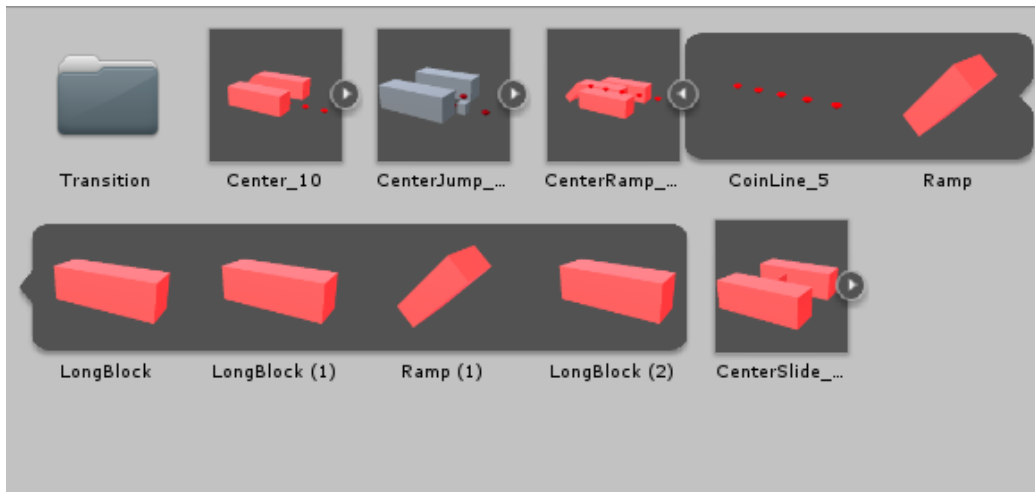 Transition Center_10 CenterJump_... CenterRamp_... CoinLine_5 Ramp
LongBlock LongBlock (1) Ramp (1) LongBlock (2) CenterSlide_...